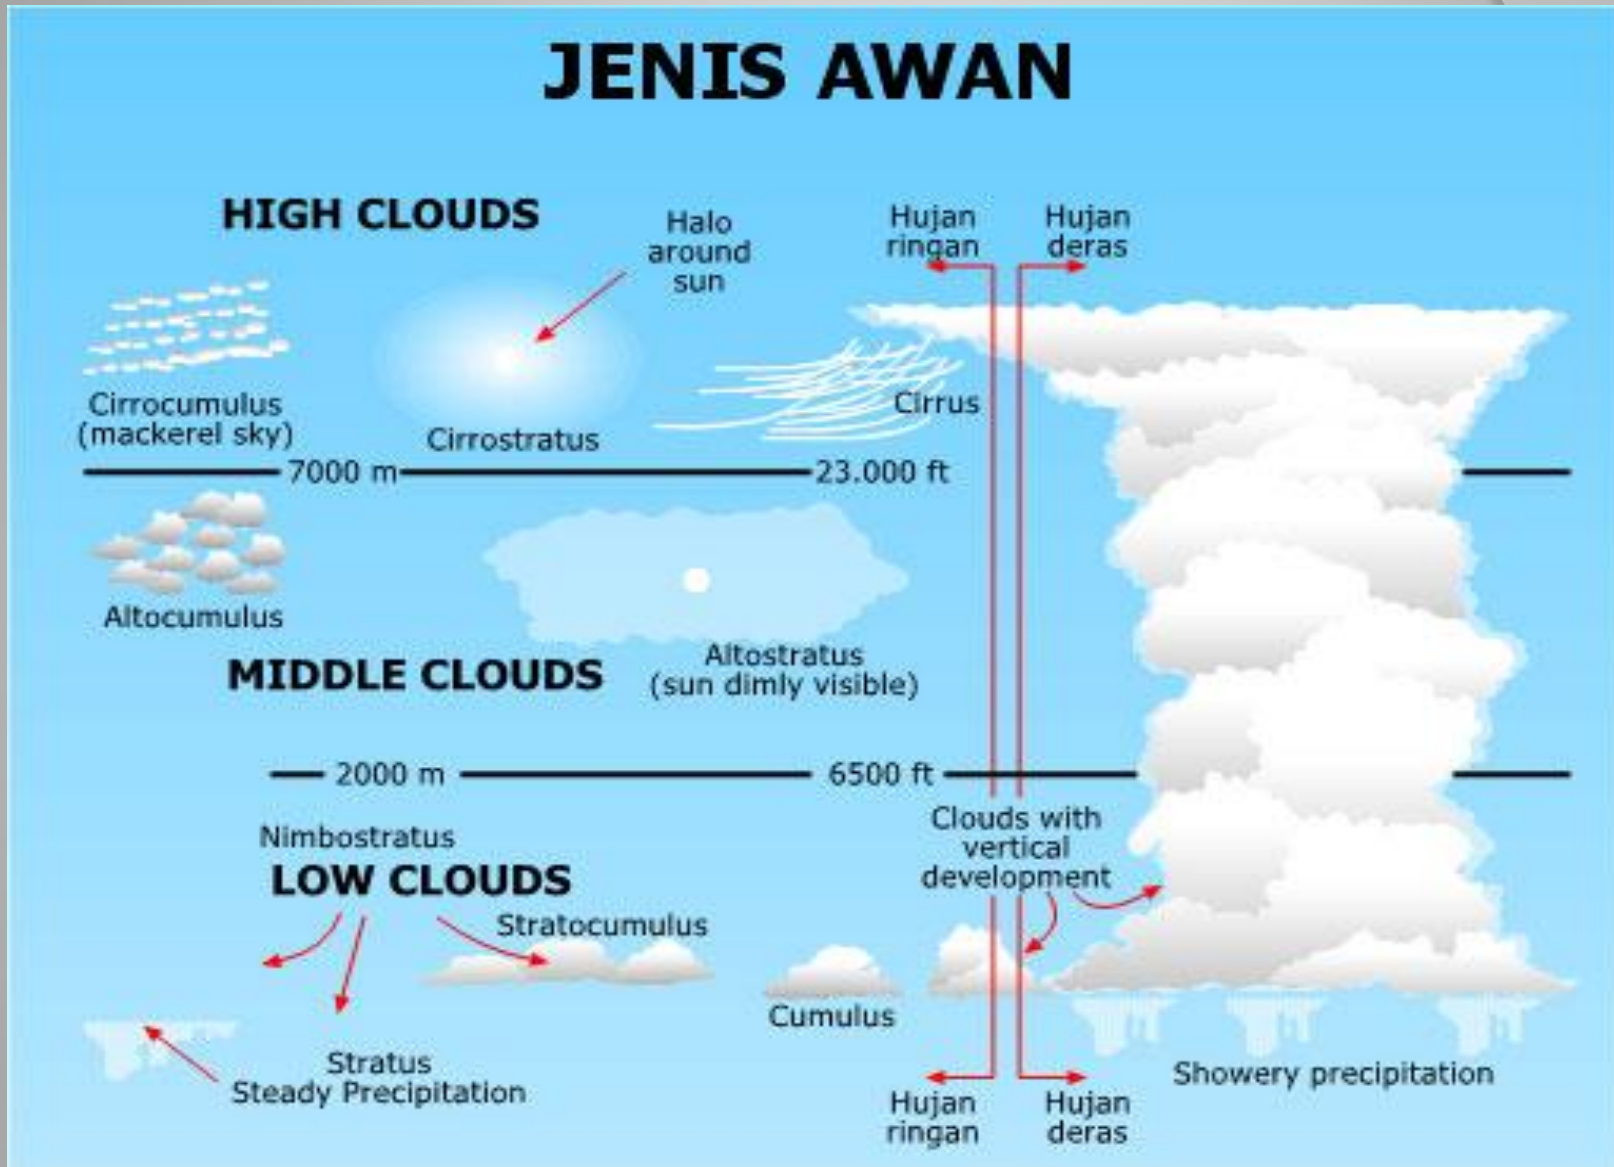 JENIS AWAN
HIGH CLOUDS
Halo
around
sun
Hujan
ringan
Hujan
deras
Cirrocumulus
(mackerel sky)
Cirrostratus
Cirrus
7000 m
23.000 ft
Altocumulus
Altostratus
(sun dimly visible)
MIDDLE CLOUDS
2000 m
6500 ft
Nimbostratus
LOW CLOUDS
Stratocumulus
Clouds with
vertical
development
Cumulus
Stratus
Steady Precipitation
Showery precipitation
Hujan
ringan
Hujan
deras